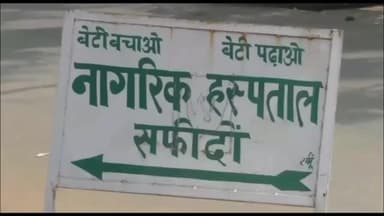 बेटी बचाओ बेटी पढ़ाओ
नागरिक हस्पताल
सफीदों